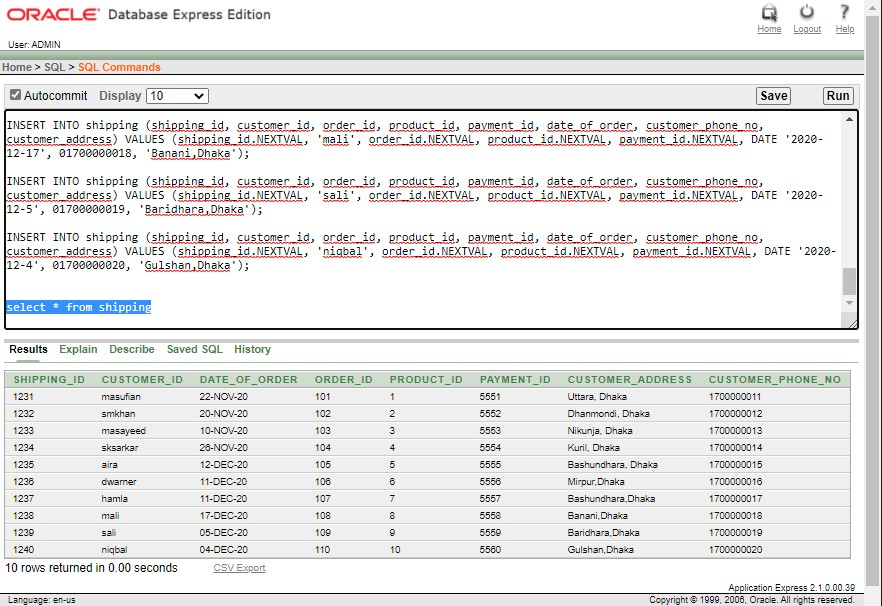 ORACLE® Database Express Edition
Home Logout Help
User: ADMIN
Home > SQL > SQL Commands
Autocommit Display 10 Save Run
INSERT INTO shipping (shipping_id, customer_id, order_id, product_id, payment_id, date_of_order, customer_phone_no,
customer_address) VALUES (shipping_id.NEXTVAL, 'mali', order_id.NEXTVAL, product_id.NEXTVAL, payment_id.NEXTVAL, DATE '2020-
12-17', 01700000018, 'Banani,Dhaka');
INSERT INTO shipping (shipping_id, customer_id, order_id, product_id, payment_id, date_of_order, customer_phone_no,
customer_address) VALUES (shipping_id.NEXTVAL, 'sali', order_id.NEXTVAL, product_id.NEXTVAL, payment_id.NEXTVAL, DATE '2020-
12-5', 01700000019, 'Baridhara,Dhaka');
INSERT INTO shipping (shipping_id, customer_id, order_id, product_id, payment_id, date_of_order, customer_phone_no,
customer_address) VALUES (shipping_id.NEXTVAL, 'niqbal', order_id.NEXTVAL, product_id.NEXTVAL, payment_id.NEXTVAL, DATE '2020-
12-4', 01700000020, 'Gulshan,Dhaka');
select * from shipping
Results Explain Describe Saved SQL History
SHIPPING_ID CUSTOMER_ID DATE_OF_ORDER ORDER_ID PRODUCT_ID PAYMENT_ID CUSTOMER_ADDRESS CUSTOMER_PHONE_NO
1231 masufian 22-NOV-20 101 1 5551 Uttara, Dhaka 1700000011
1232 smkhan 20-NOV-20 102 2 5552 Dhanmondi, Dhaka 1700000012
1233 masayeed 10-NOV-20 103 3 5553 Nikunja, Dhaka 1700000013
1234 sksarkar 26-NOV-20 104 4 5554 Kuril, Dhaka 1700000014
1235 aira 12-DEC-20 105 5 5555 Bashundhara, Dhaka 1700000015
1236 dwarner 11-DEC-20 106 6 5556 Mirpur,Dhaka 1700000016
1237 hamla 11-DEC-20 107 7 5557 Bashundhara,Dhaka 1700000017
1238 mali 17-DEC-20 108 8 5558 Banani,Dhaka 1700000018
1239 sali 05-DEC-20 109 9 5559 Baridhara,Dhaka 1700000019
1240 niqbal 04-DEC-20 110 10 5560 Gulshan,Dhaka 1700000020
10 rows returned in 0.00 seconds CSV Export
Application Express 2.1.0.00.39
Language: en-us Copyright © 1999, 2006, Oracle. All rights reserved.